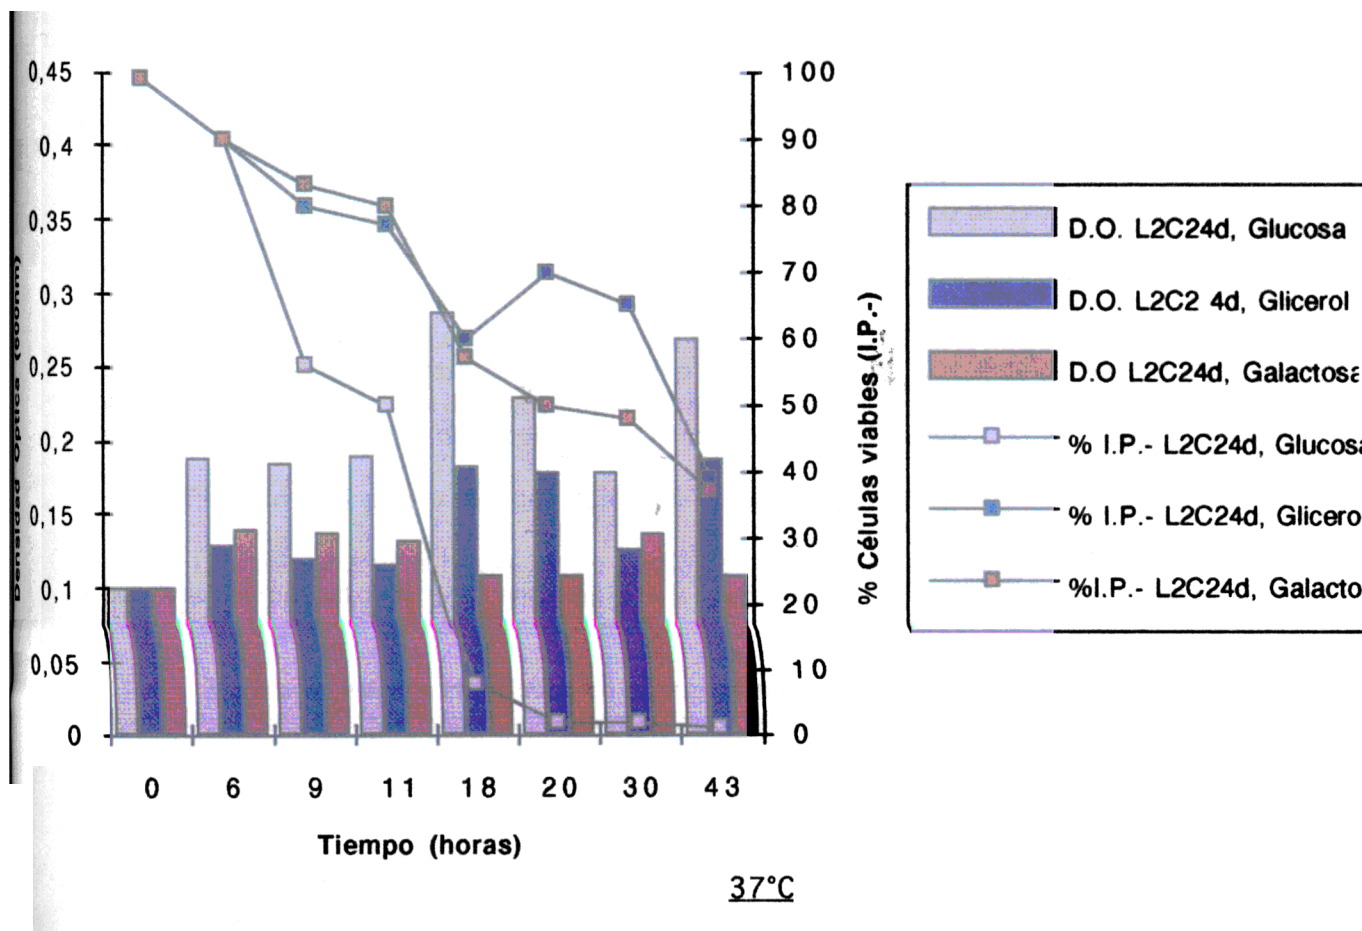 0,45
0,4
0,35
0,3
0,25
0,2
0,15
0,1
0,05
0
100
90
80
70
60
50
40
30
20
10
0
% Células viables (I.P.-)
0 6 9 11 18 20 30 43
Tiempo (horas)
37°C
D.O. L2C24d, Glucosa
D.O. L2C2 4d, Glicerol
D.O L2C24d, Galactosa
% I.P.- L2C24d, Glucosa
% I.P.- L2C24d, Glicero
%I.P.- L2C24d, Galacto